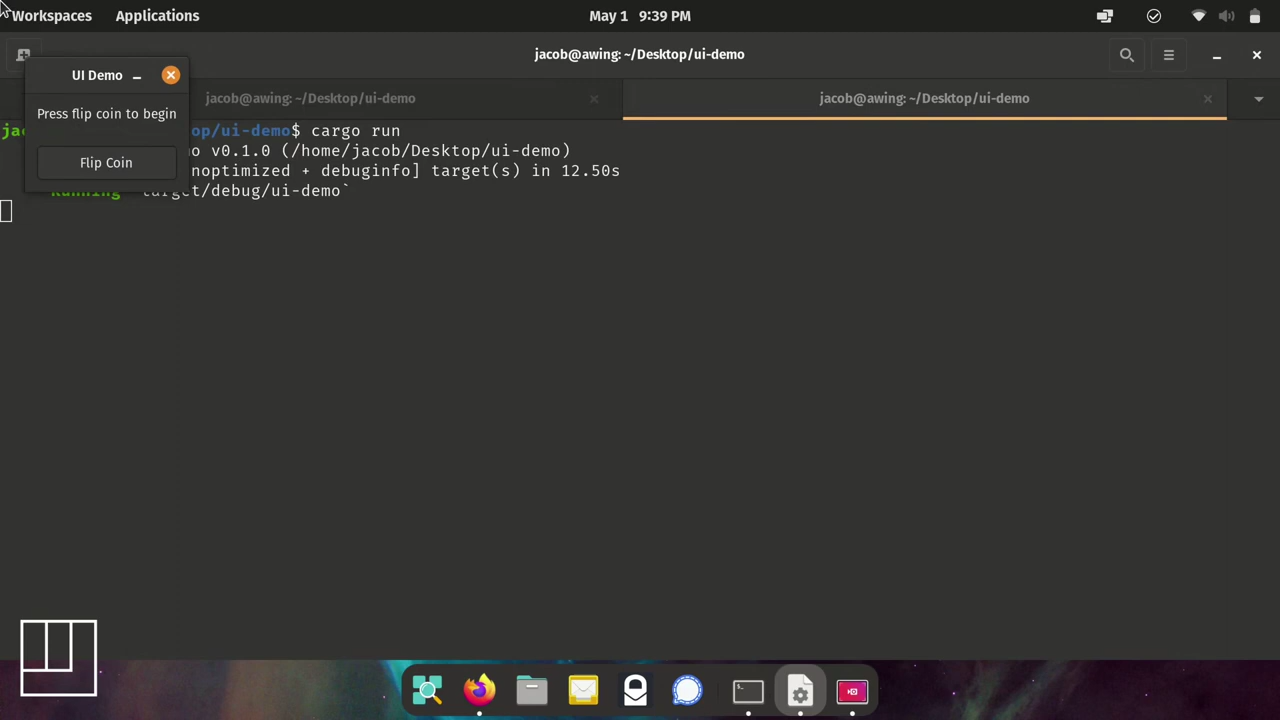 Workspaces Applications May 1 9:39 PM
jacob@awing: ~/Desktop/ui-demo
UI Demo
jacob@awing: ~/Desktop/ui-demo jacob@awing: ~/Desktop/ui-demo
Press flip coin to begin
op/ui-demo$ cargo run
o v0.1.0 (/home/jacob/Desktop/ui-demo)
Flip Coin
noptimized + debuginfo] target(s) in 12.50s
Running `target/debug/ui-demo`